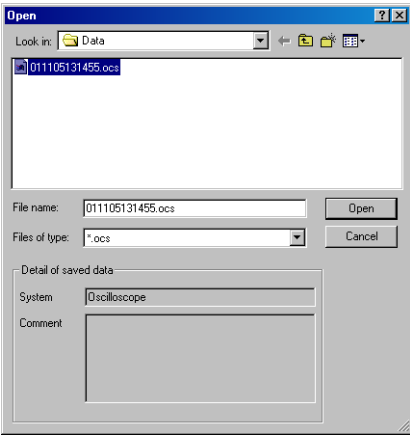 Open
Look in: Data
011105131455.ocs
File name: 011105131455.ocs Open
Files of type: *.ocs Cancel
Detail of saved data
System Oscilloscope
Comment